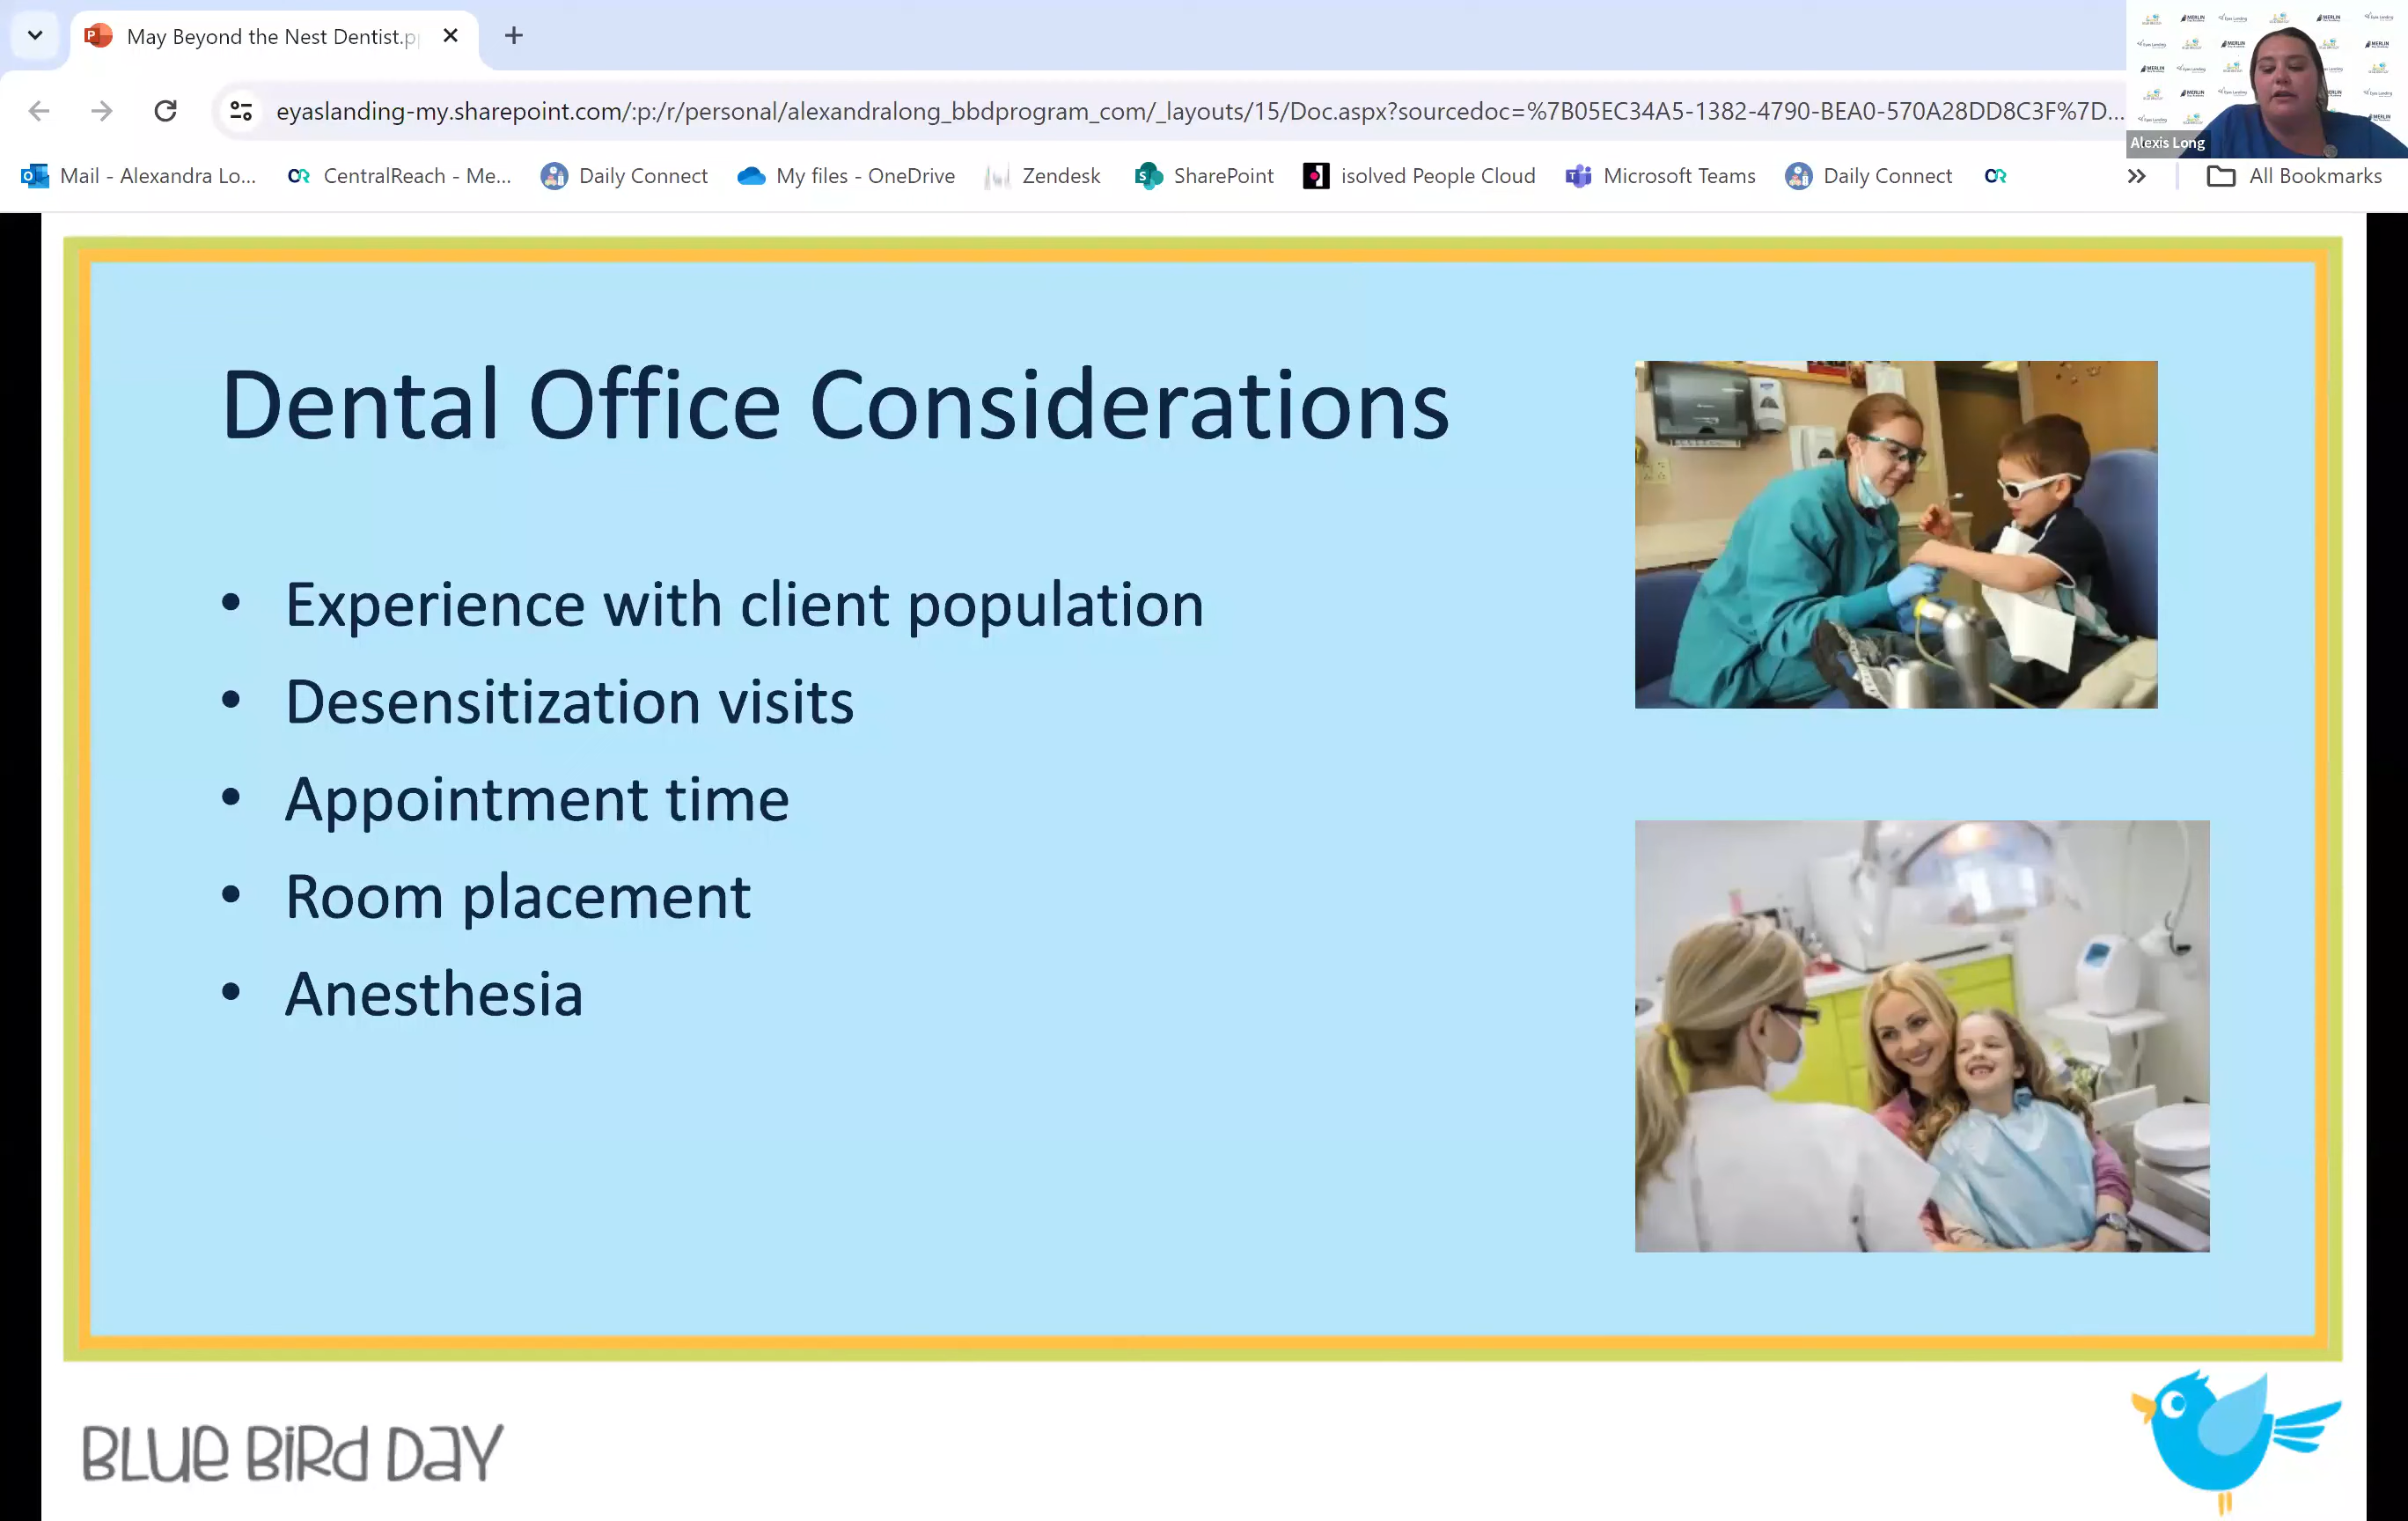 May Beyond the Nest Dentist.p
eyaslanding-my.sharepoint.com/:p:/r/personal/alexandralong_bbdprogram_com/_layouts/15/Doc.aspx?sourcedoc=%7B05EC34A5-1382-4790-BEA0-570A28DD8C3F%7D...
Alexis Long
Mail - Alexandra Lo... CentralReach - Me... Daily Connect My files - OneDrive Zendesk SharePoint isolved People Cloud Microsoft Teams Daily Connect All Bookmarks
Dental Office Considerations
• Experience with client population
• Desensitization visits
• Appointment time
• Room placement
• Anesthesia
BLUE BIRD DAY